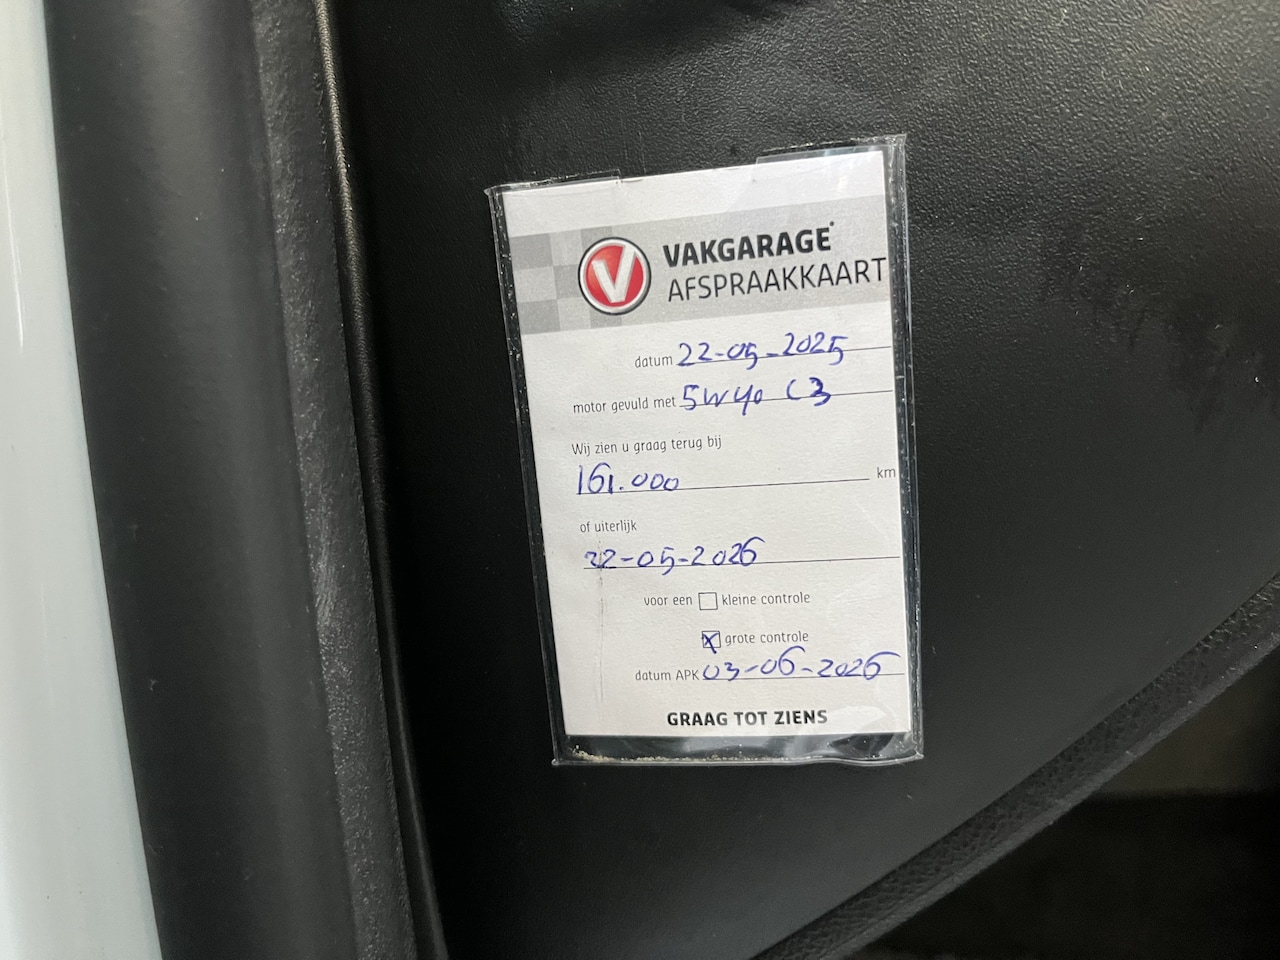 V
VAKGARAGE
AFSPRAAKKAART
datum 22-05-2025
motor gevuld met 5W40 C3
Wij zien u graag terug bij
161.000 km
of uiterlijk
22-05-2026
voor een kleine controle
X grote controle
datum APK 03-06-2026
GRAAG TOT ZIENS